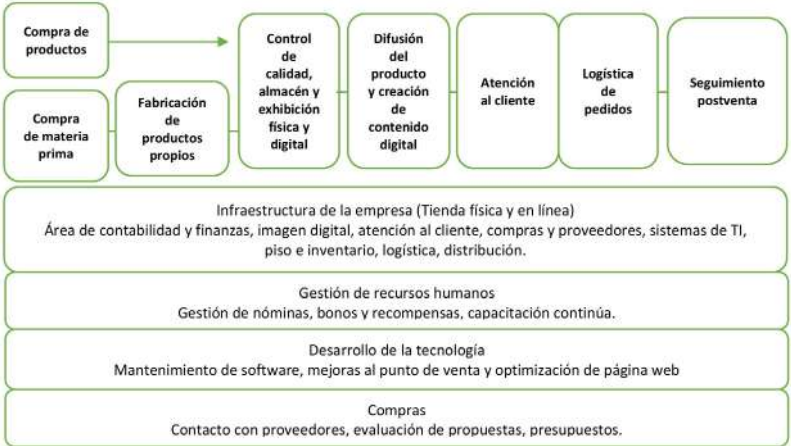 Compra de
productos
Compra
de materia
prima
Fabricación
de
productos
propios
Control
de
calidad,
almacén y
exhibición
física y
digital
Difusión
del
producto
y creación
de
contenido
digital
Atención
al cliente
Logística
de
pedidos
Seguimiento
postventa
Infraestructura de la empresa (Tienda física y en línea)
Área de contabilidad y finanzas, imagen digital, atención al cliente, compras y proveedores, sistemas de TI,
piso e inventario, logística, distribución.
Gestión de recursos humanos
Gestión de nóminas, bonos y recompensas, capacitación continúa.
Desarrollo de la tecnología
Mantenimiento de software, mejoras al punto de venta y optimización de página web
Compras
Contacto con proveedores, evaluación de propuestas, presupuestos.